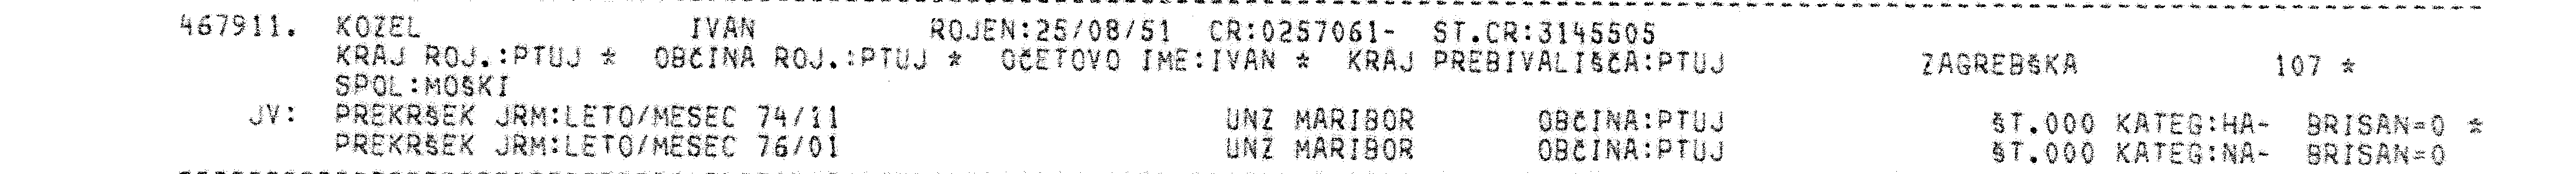 467911. KOZEL IVAN ROJEN:25/08/51 CR:0257061- ST.CR:3145505
KRAJ ROJ.:PTUJ * OBČINA ROJ.:PTUJ * OČETOVO IME:IVAN * KRAJ PREBIVALIŠČA:PTUJ ZAGREBŠKA 107 *
SPOL:MOŠKI
JV: PREKRŠEK JRM:LETO/MESEC 74/11 UNZ MARIBOR OBČINA:PTUJ ŠT.000 KATEG:HA- BRISAN=0 *
PREKRŠEK JRM:LETO/MESEC 76/01 UNZ MARIBOR OBČINA:PTUJ ŠT.000 KATEG:NA- BRISAN=0